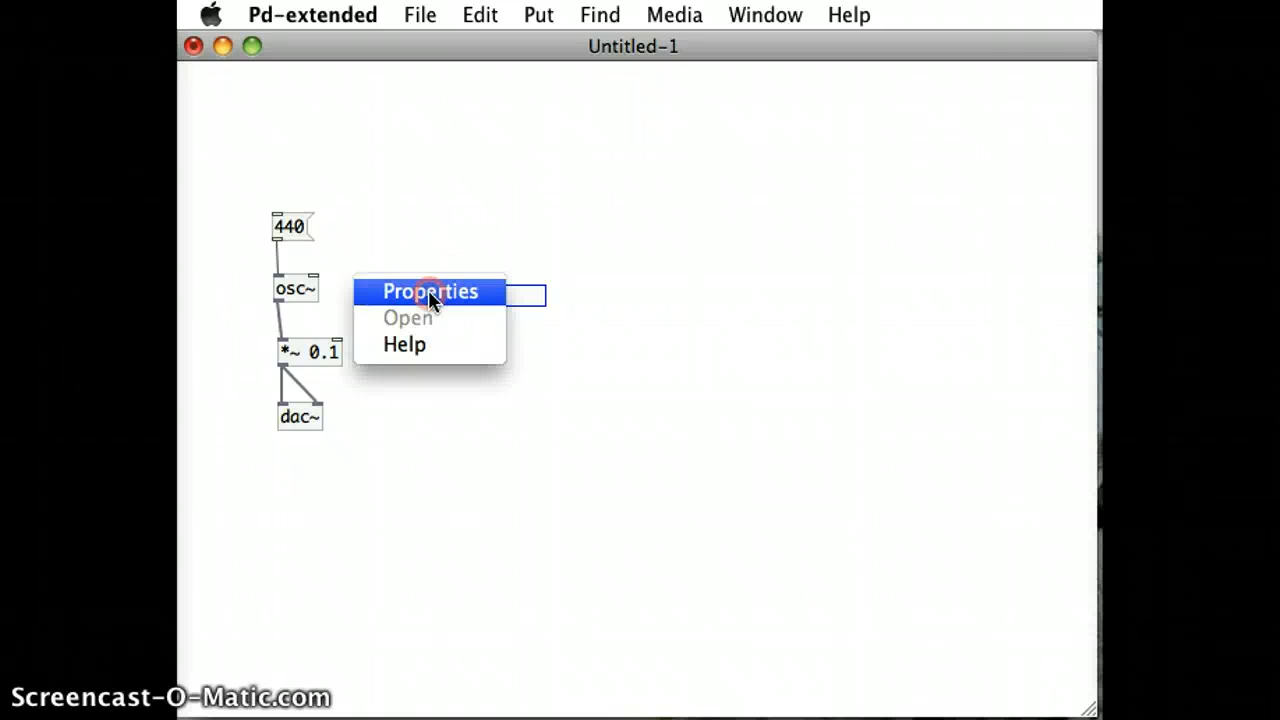 Pd-extended File Edit Put Find Media Window Help
Untitled-1
440
osc~
Properties
Open
Help
*~ 0.1
dac~
Screencast-O-Matic.com